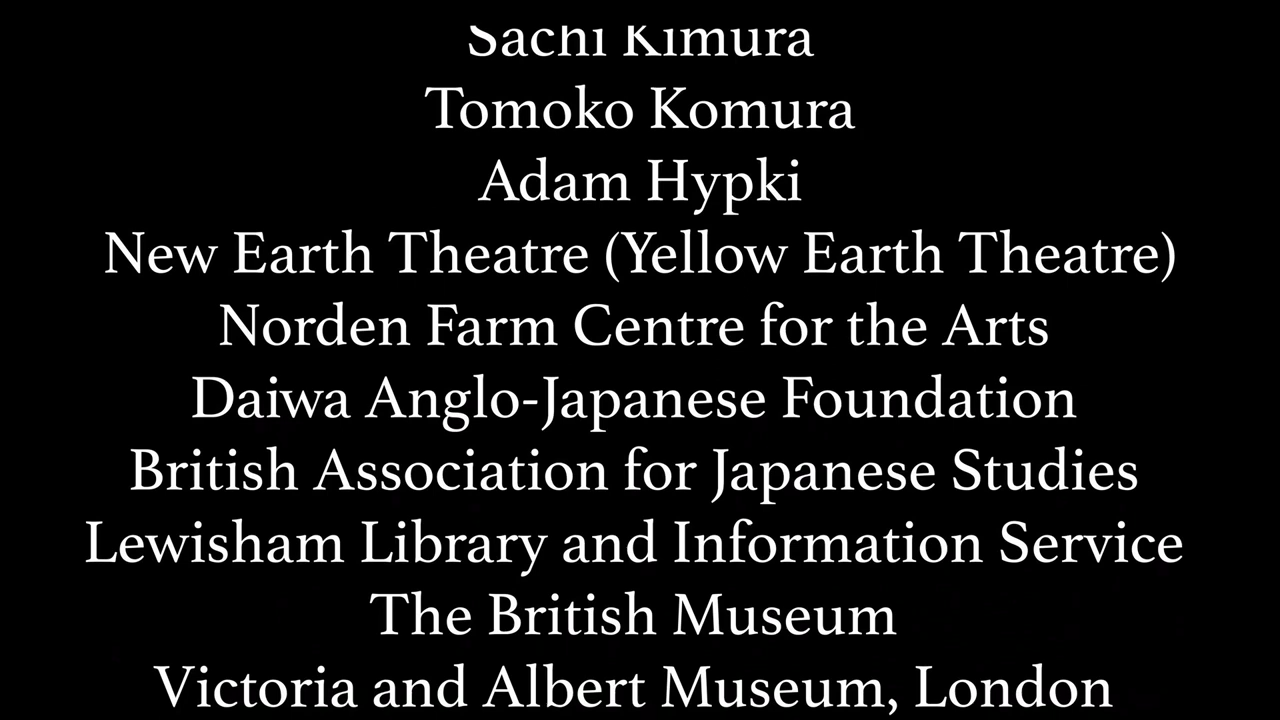 Sachi Kimura
Tomoko Komura
Adam Hypki
New Earth Theatre (Yellow Earth Theatre)
Norden Farm Centre for the Arts
Daiwa Anglo-Japanese Foundation
British Association for Japanese Studies
Lewisham Library and Information Service
The British Museum
Victoria and Albert Museum, London